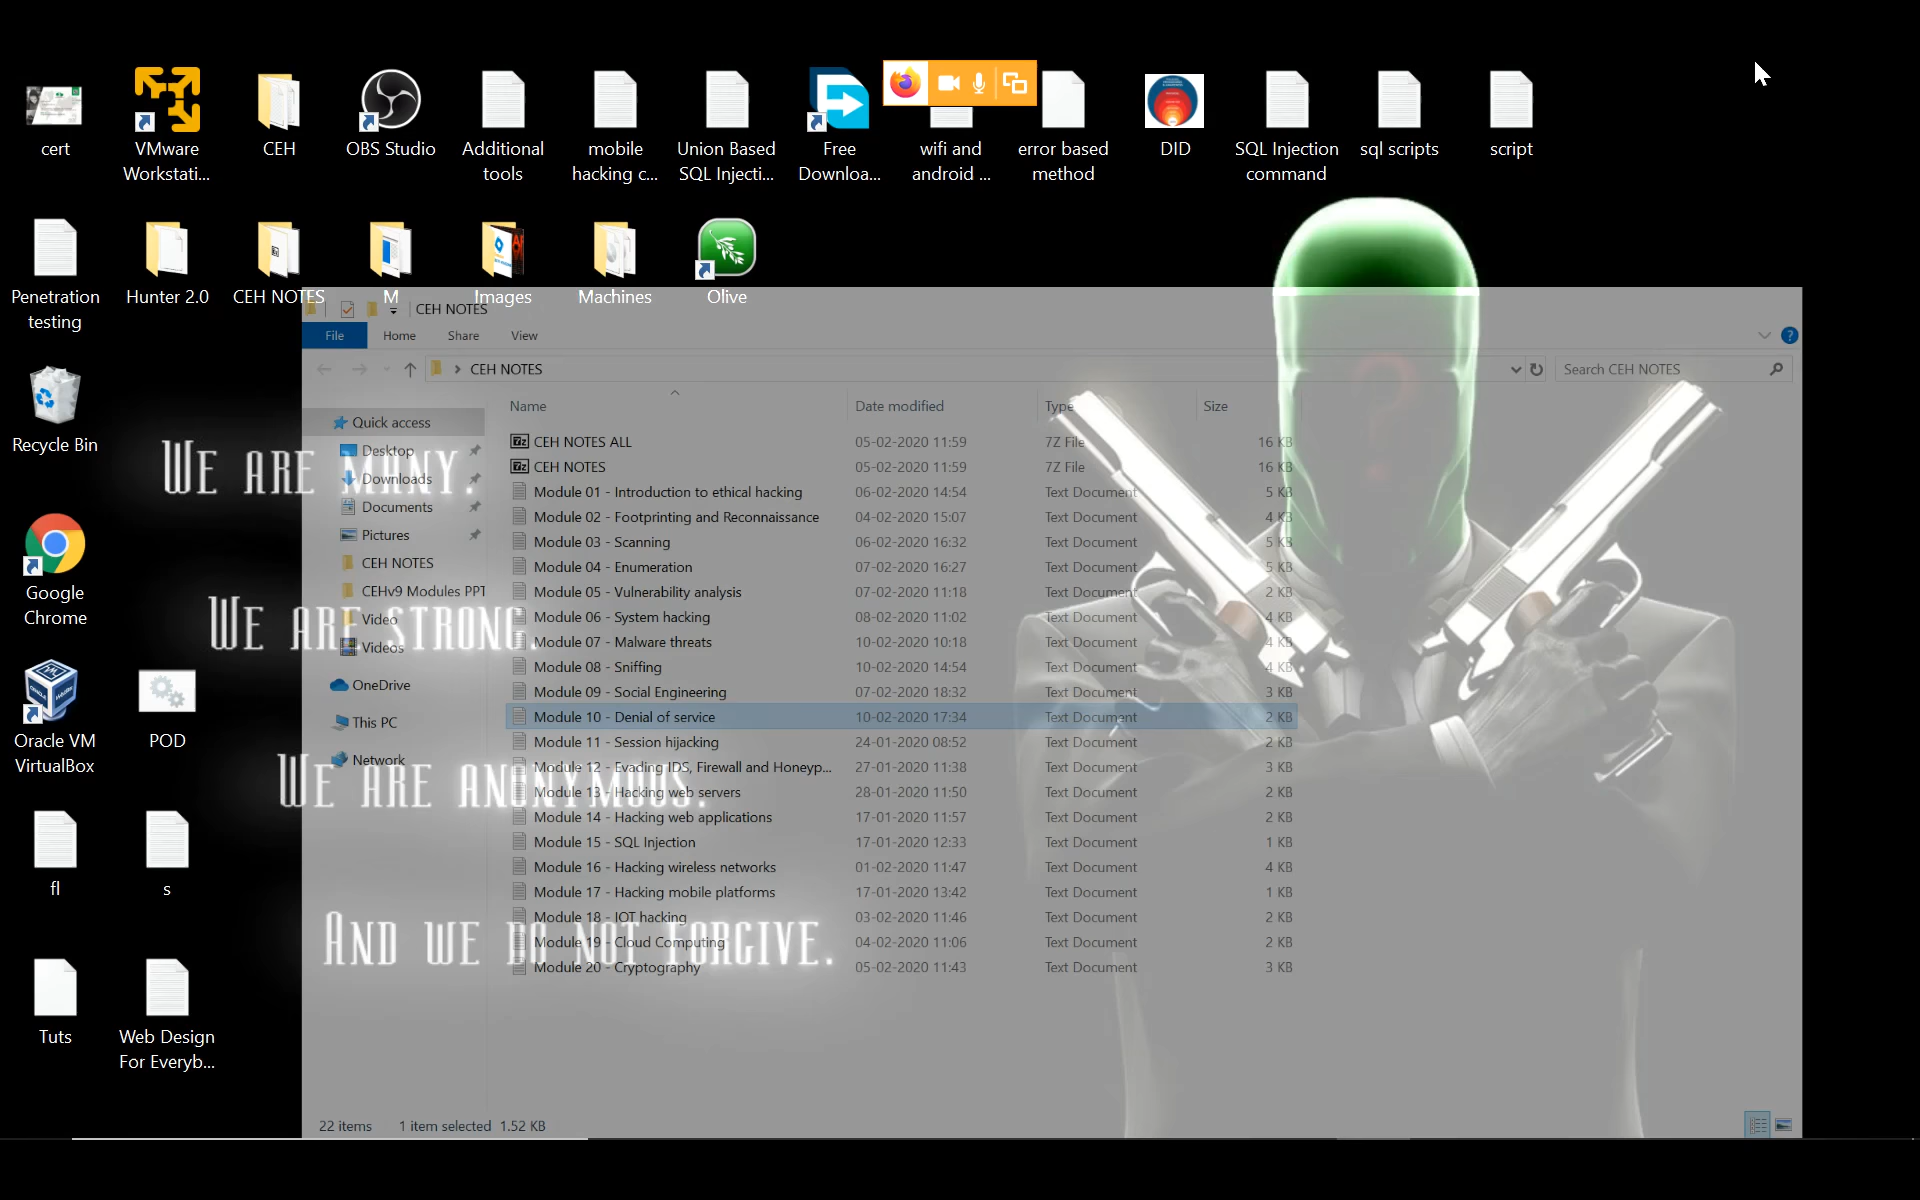 cert
VMware
Workstati...
CEH
OBS Studio
Additional
tools
mobile
hacking c...
Union Based
SQL Injecti...
Free
Downloa...
wifi and
android ...
error based
method
DID
SQL Injection
command
sql scripts
script
Penetration
testing
Hunter 2.0
CEH NOTES
M
Images
Machines
Olive
Recycle Bin
Google
Chrome
Oracle VM
VirtualBox
POD
fl
s
Tuts
Web Design
For Everyb...
WE ARE MANY.
WE ARE STRONG.
WE ARE ANONYMOUS.
AND WE DO NOT FORGIVE.
CEH NOTES
File Home Share View
CEH NOTES
Search CEH NOTES
Quick access
Desktop
Downloads
Documents
Pictures
CEH NOTES
CEHv9 Modules PPT
Video
Videos
OneDrive
This PC
Network
Name Date modified Type Size
CEH NOTES ALL 05-02-2020 11:59 7Z File 16 KB
CEH NOTES 05-02-2020 11:59 7Z File 16 KB
Module 01 - Introduction to ethical hacking 06-02-2020 14:54 Text Document 5 KB
Module 02 - Footprinting and Reconnaissance 04-02-2020 15:07 Text Document 4 KB
Module 03 - Scanning 06-02-2020 16:32 Text Document 5 KB
Module 04 - Enumeration 07-02-2020 16:27 Text Document 5 KB
Module 05 - Vulnerability analysis 07-02-2020 11:18 Text Document 2 KB
Module 06 - System hacking 08-02-2020 11:02 Text Document 4 KB
Module 07 - Malware threats 10-02-2020 10:18 Text Document 4 KB
Module 08 - Sniffing 10-02-2020 14:54 Text Document 4 KB
Module 09 - Social Engineering 07-02-2020 18:32 Text Document 3 KB
Module 10 - Denial of service 10-02-2020 17:34 Text Document 2 KB
Module 11 - Session hijacking 24-01-2020 08:52 Text Document 2 KB
Module 12 - Evading IDS, Firewall and Honeyp... 27-01-2020 11:38 Text Document 3 KB
Module 13 - Hacking web servers 28-01-2020 11:50 Text Document 2 KB
Module 14 - Hacking web applications 17-01-2020 11:57 Text Document 2 KB
Module 15 - SQL Injection 17-01-2020 12:33 Text Document 1 KB
Module 16 - Hacking wireless networks 01-02-2020 11:47 Text Document 4 KB
Module 17 - Hacking mobile platforms 17-01-2020 13:42 Text Document 1 KB
Module 18 - IOT hacking 03-02-2020 11:46 Text Document 2 KB
Module 19 - Cloud Computing 04-02-2020 11:06 Text Document 2 KB
Module 20 - Cryptography 05-02-2020 11:43 Text Document 3 KB
22 items 1 item selected 1.52 KB